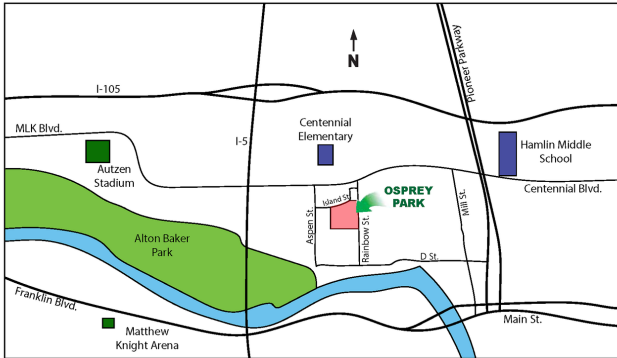 N
Pioneer Parkway
I-105
MLK Blvd.
I-5
Centennial
Elementary
Hamlin Middle
School
Autzen
Stadium
Centennial Blvd.
OSPREY
PARK
Island St.
Mill St.
Aspen St.
Rainbow St.
Alton Baker
Park
D St.
Franklin Blvd.
Main St.
Matthew
Knight Arena